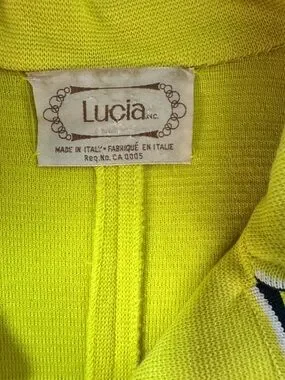 Lucia INC.
MADE IN ITALY • FABRIQUÉ EN ITALIE
REG. NO. CA 0005